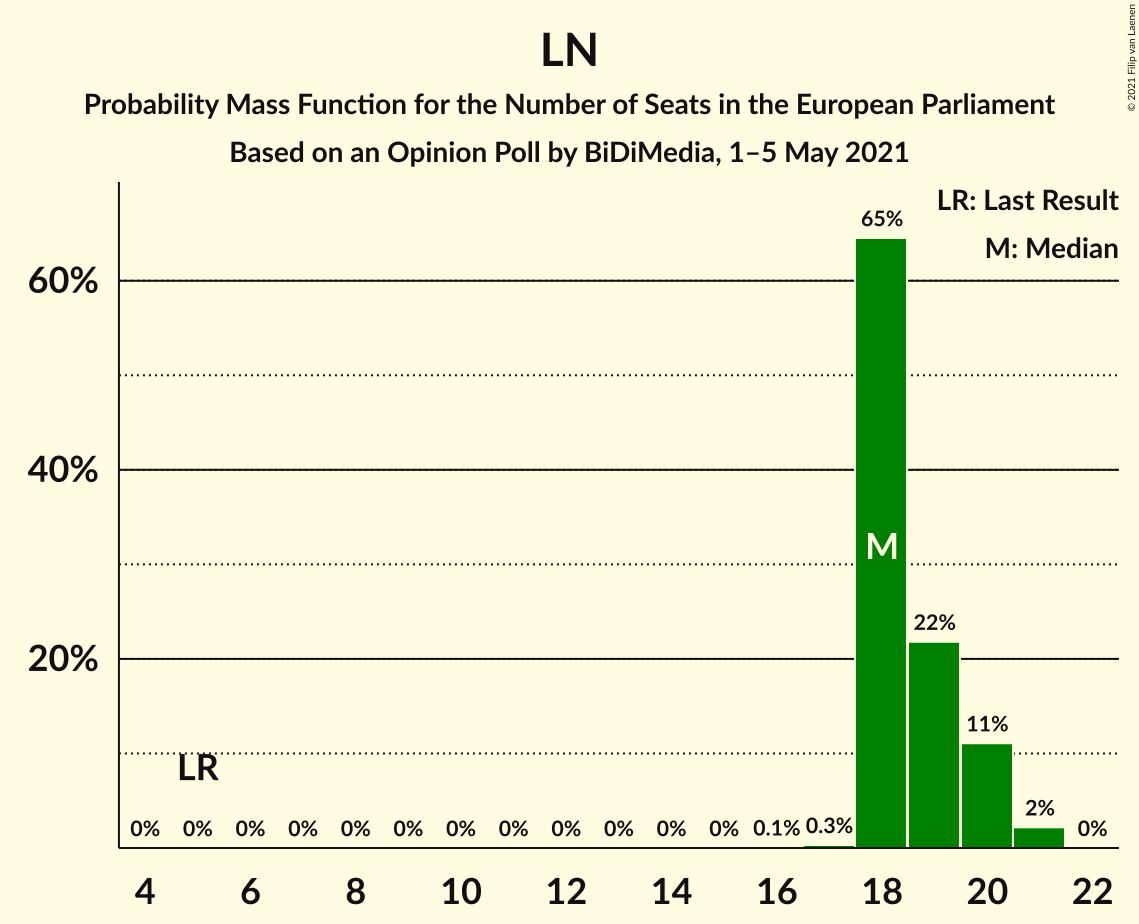 LN
Probability Mass Function for the Number of Seats in the European Parliament
Based on an Opinion Poll by BiDiMedia, 1–5 May 2021
© 2021 Filip van Laenen
LR: Last Result
M: Median
65%
60%
40%
M
22%
20%
11%
LR
0% 0% 0% 0% 0% 0% 0% 0% 0% 0% 0% 0% 0.1% 0.3% 2% 0%
4 6 8 10 12 14 16 18 20 22